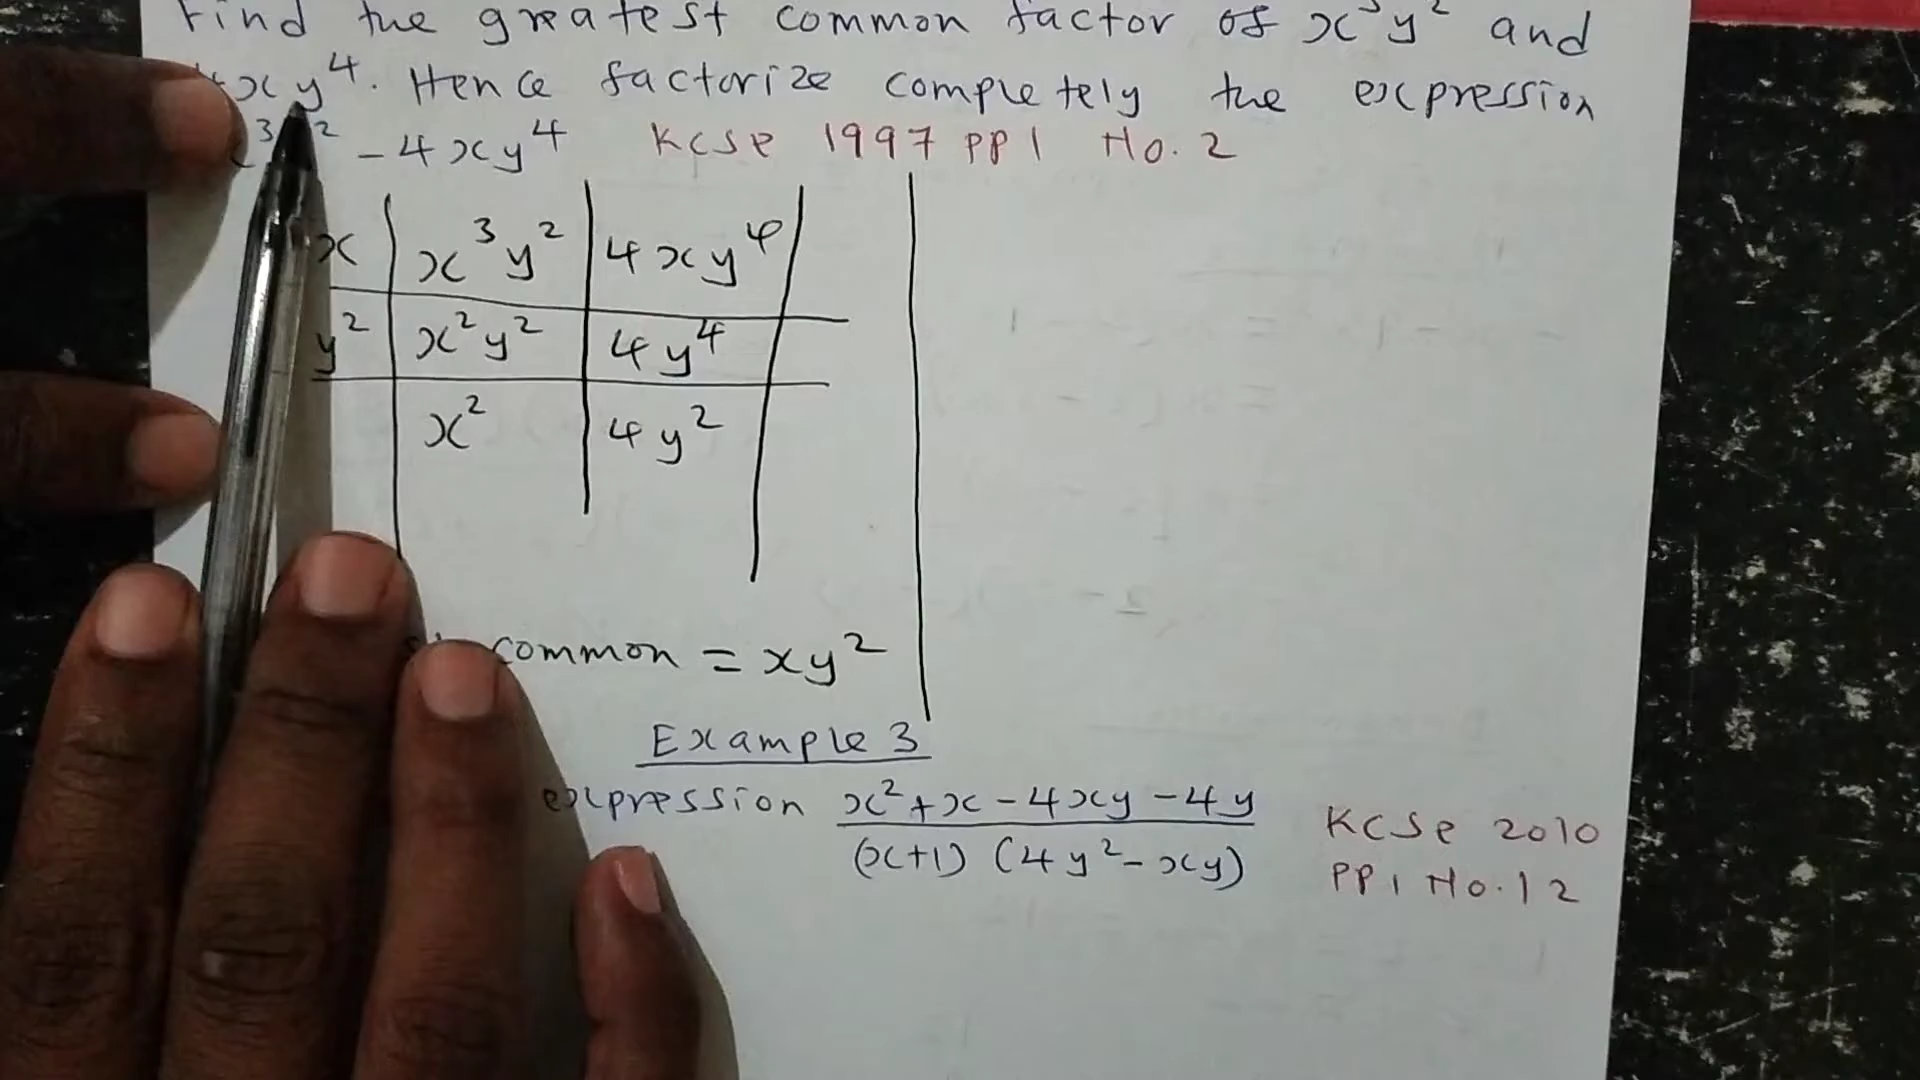 Find the greatest common factor of x³y² and
xy⁴. Hence factorize completely the expression
³ ² - 4xy⁴ KCSE 1997 PP1 No. 2
x | x³y² | 4xy⁴
y² | x²y² | 4y⁴
x² | 4y²
common = xy²
Example 3
expression x²+x-4xy-4y
(x+1) (4y²-xy)
KCSE 2010
PP1 No.12